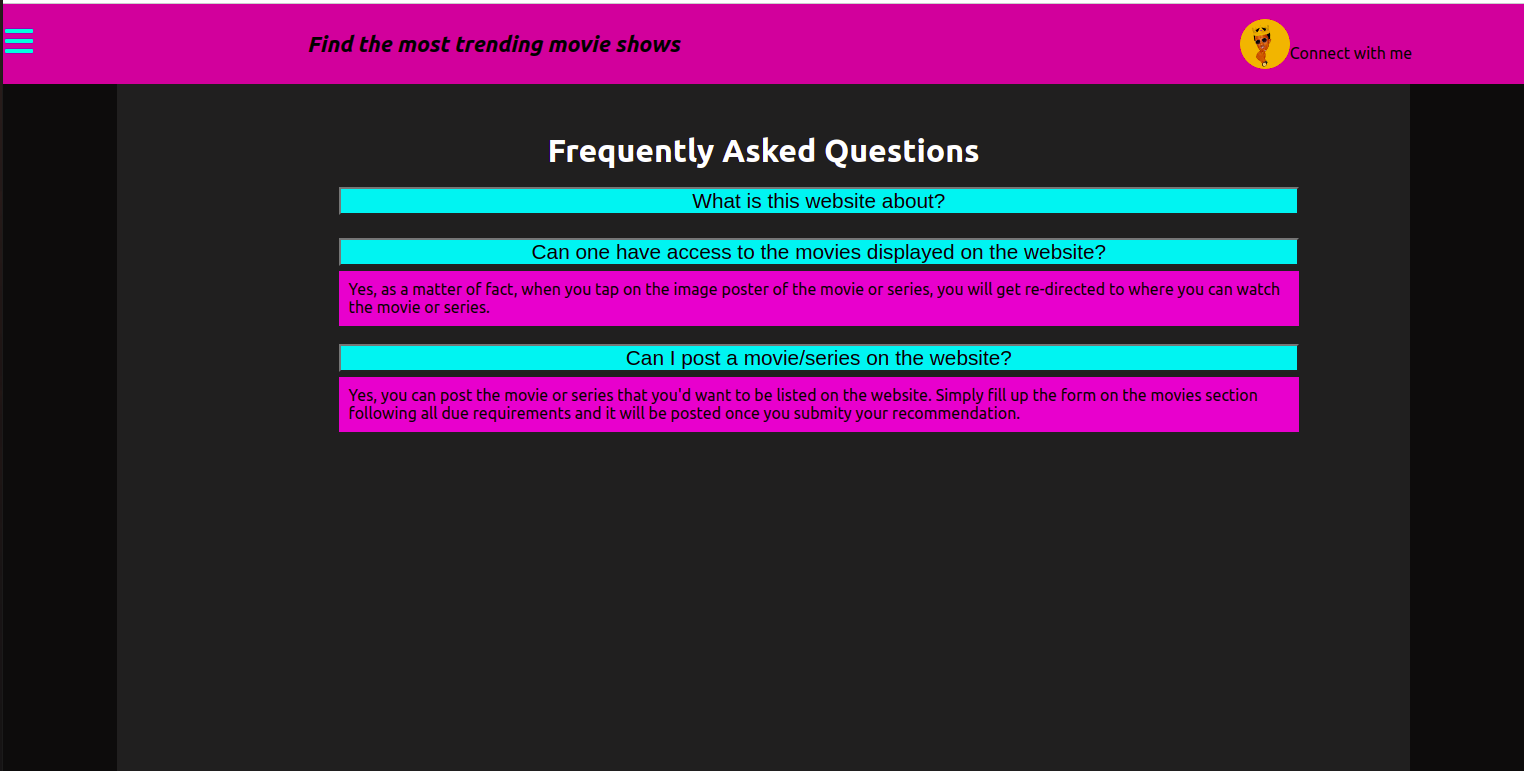 Find the most trending movie shows
Connect with me
Frequently Asked Questions
What is this website about?
Can one have access to the movies displayed on the website?
Yes, as a matter of fact, when you tap on the image poster of the movie or series, you will get re-directed to where you can watch
the movie or series.
Can I post a movie/series on the website?
Yes, you can post the movie or series that you'd want to be listed on the website. Simply fill up the form on the movies section
following all due requirements and it will be posted once you submity your recommendation.